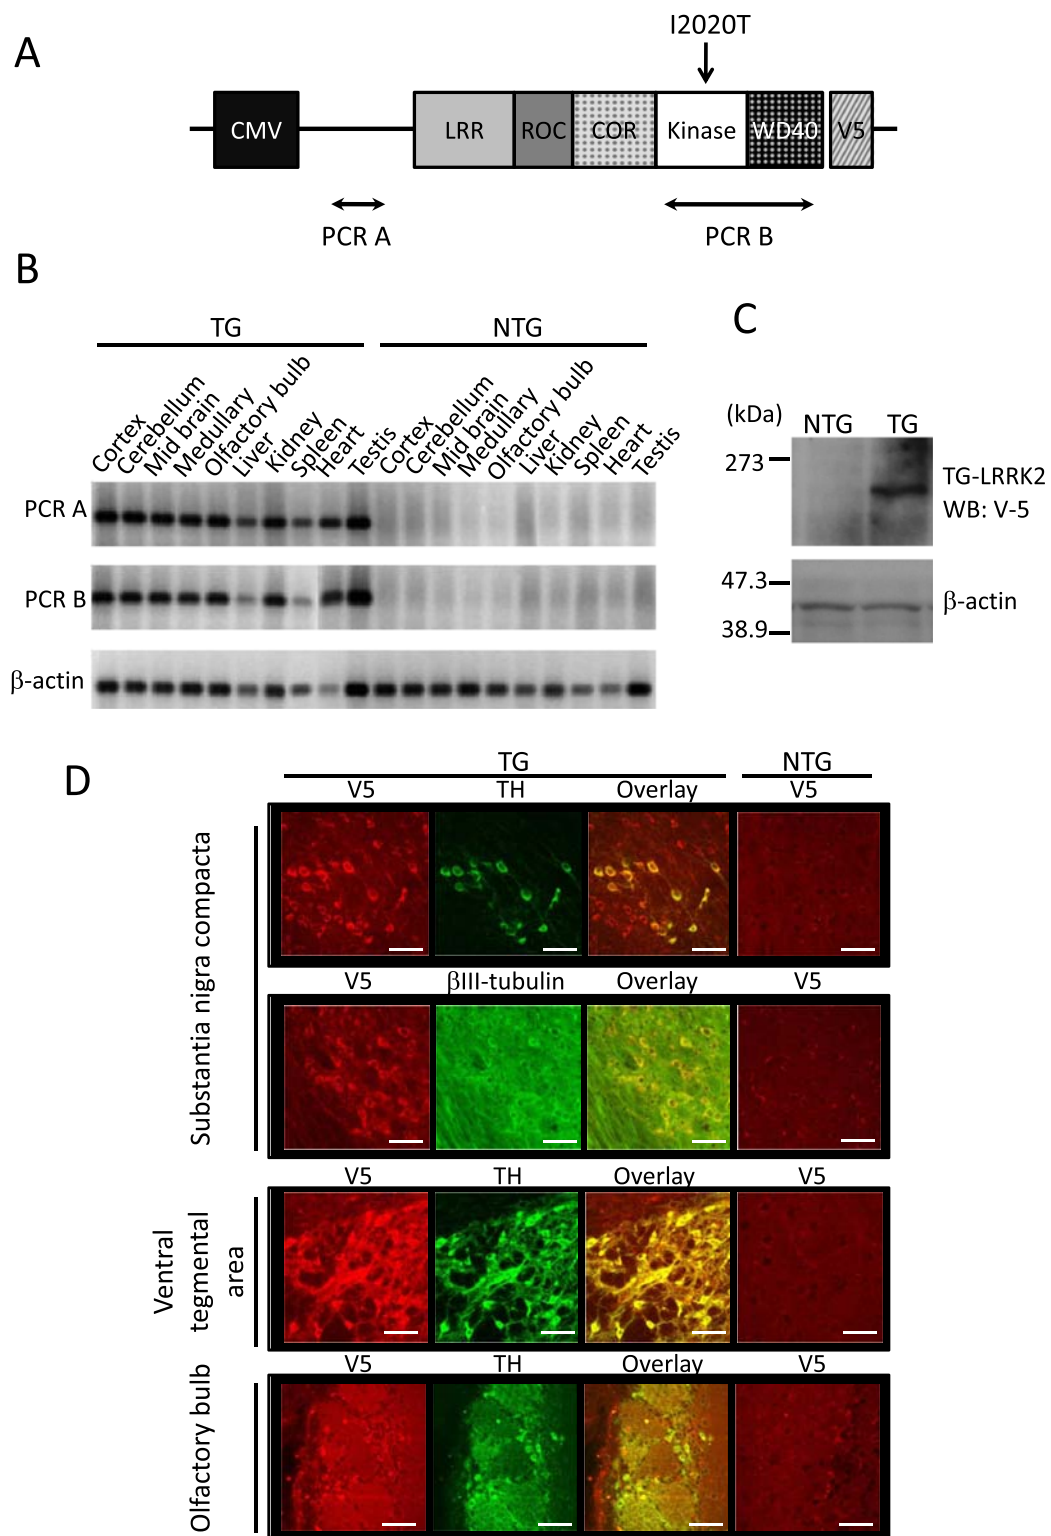 A
I2020T
CMV
LRR
ROC
COR
Kinase
WD40
V5
PCR A
PCR B
B
TG
NTG
Cortex
Cerebellum
Mid brain
Medullary
Olfactory bulb
Liver
Kidney
Spleen
Heart
Testis
Cortex
Cerebellum
Mid brain
Medullary
Olfactory bulb
Liver
Kidney
Spleen
Heart
Testis
PCR A
PCR B
β-actin
C
(kDa)
NTG
TG
273
TG-LRRK2
WB: V-5
47.3
β-actin
38.9
D
TG
NTG
V5
TH
Overlay
V5
Substantia nigra compacta
V5
βIII-tubulin
Overlay
V5
V5
TH
Overlay
V5
Ventral
tegmental
area
V5
TH
Overlay
V5
Olfactory bulb